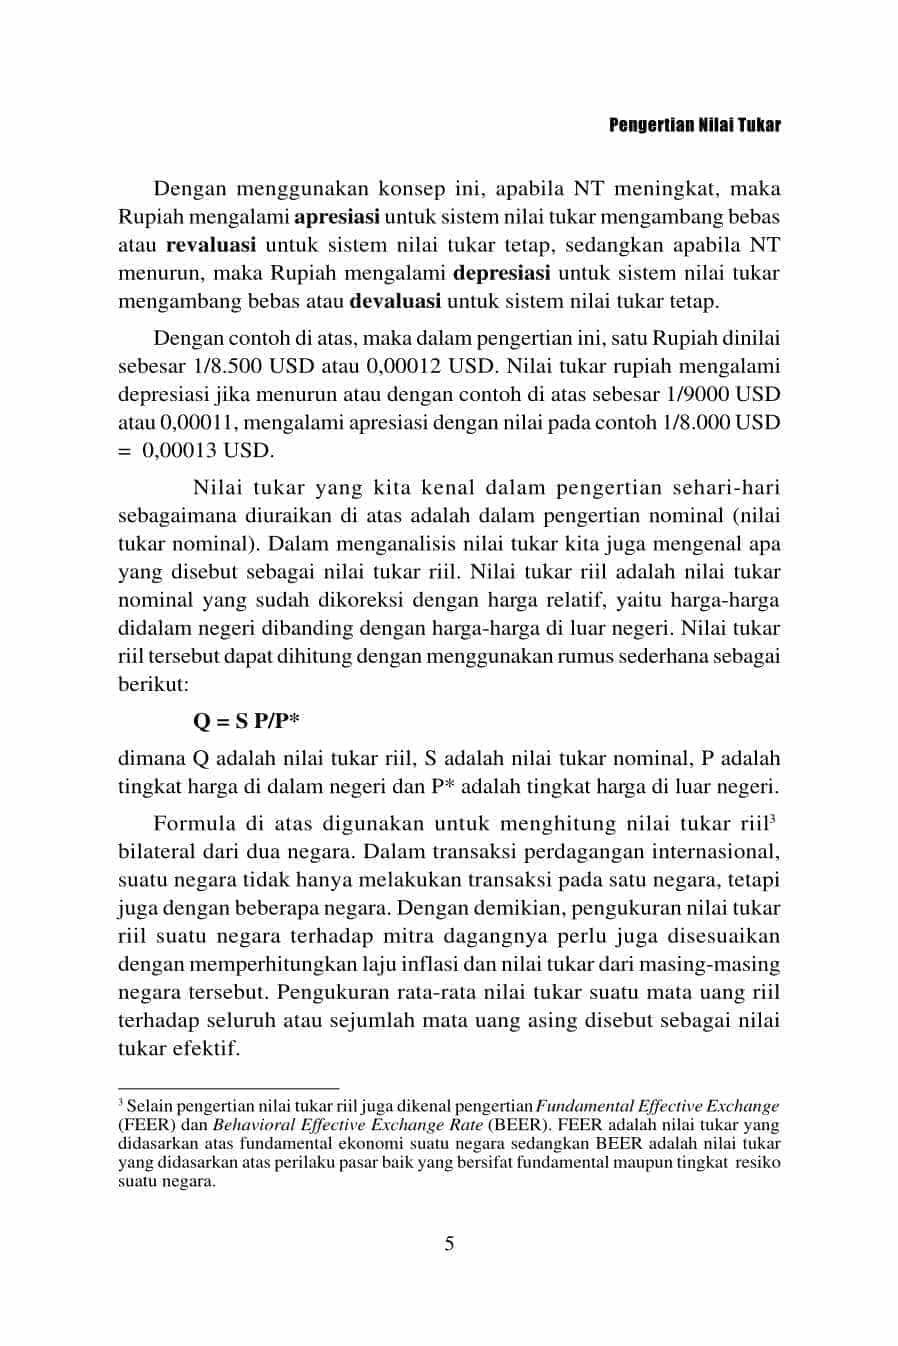 Pengertian Nilai Tukar
Dengan menggunakan konsep ini, apabila NT meningkat, maka
Rupiah mengalami apresiasi untuk sistem nilai tukar mengambang bebas
atau revaluasi untuk sistem nilai tukar tetap, sedangkan apabila NT
menurun, maka Rupiah mengalami depresiasi untuk sistem nilai tukar
mengambang bebas atau devaluasi untuk sistem nilai tukar tetap.
Dengan contoh di atas, maka dalam pengertian ini, satu Rupiah dinilai
sebesar 1/8.500 USD atau 0,00012 USD. Nilai tukar rupiah mengalami
depresiasi jika menurun atau dengan contoh di atas sebesar 1/9000 USD
atau 0,00011, mengalami apresiasi dengan nilai pada contoh 1/8.000 USD
= 0,00013 USD.
Nilai tukar yang kita kenal dalam pengertian sehari-hari
sebagaimana diuraikan di atas adalah dalam pengertian nominal (nilai
tukar nominal). Dalam menganalisis nilai tukar kita juga mengenal apa
yang disebut sebagai nilai tukar riil. Nilai tukar riil adalah nilai tukar
nominal yang sudah dikoreksi dengan harga relatif, yaitu harga-harga
didalam negeri dibanding dengan harga-harga di luar negeri. Nilai tukar
riil tersebut dapat dihitung dengan menggunakan rumus sederhana sebagai
berikut:
Q = S P/P*
dimana Q adalah nilai tukar riil, S adalah nilai tukar nominal, P adalah
tingkat harga di dalam negeri dan P* adalah tingkat harga di luar negeri.
Formula di atas digunakan untuk menghitung nilai tukar riil³
bilateral dari dua negara. Dalam transaksi perdagangan internasional,
suatu negara tidak hanya melakukan transaksi pada satu negara, tetapi
juga dengan beberapa negara. Dengan demikian, pengukuran nilai tukar
riil suatu negara terhadap mitra dagangnya perlu juga disesuaikan
dengan memperhitungkan laju inflasi dan nilai tukar dari masing-masing
negara tersebut. Pengukuran rata-rata nilai tukar suatu mata uang riil
terhadap seluruh atau sejumlah mata uang asing disebut sebagai nilai
tukar efektif.
³ Selain pengertian nilai tukar riil juga dikenal pengertian Fundamental Effective Exchange
(FEER) dan Behavioral Effective Exchange Rate (BEER). FEER adalah nilai tukar yang
didasarkan atas fundamental ekonomi suatu negara sedangkan BEER adalah nilai tukar
yang didasarkan atas perilaku pasar baik yang bersifat fundamental maupun tingkat resiko
suatu negara.
5